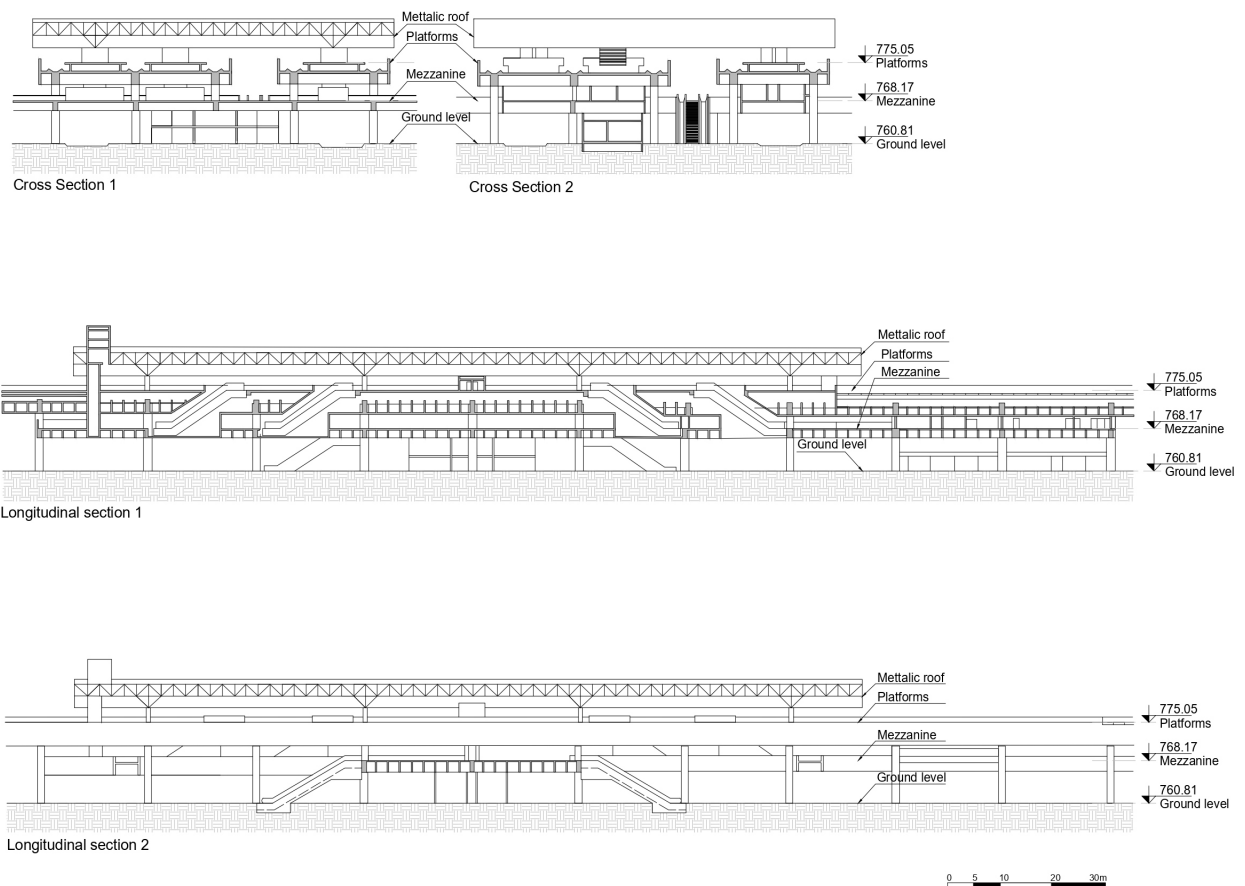 Mettalic roof
Platforms
Mezzanine
Ground level
775.05
Platforms
768.17
Mezzanine
760.81
Ground level
Cross Section 1
Cross Section 2
Mettalic roof
Platforms
Mezzanine
Ground level
775.05
Platforms
768.17
Mezzanine
760.81
Ground level
Longitudinal section 1
Mettalic roof
Platforms
Mezzanine
Ground level
775.05
Platforms
768.17
Mezzanine
760.81
Ground level
Longitudinal section 2
0 5 10 20 30m